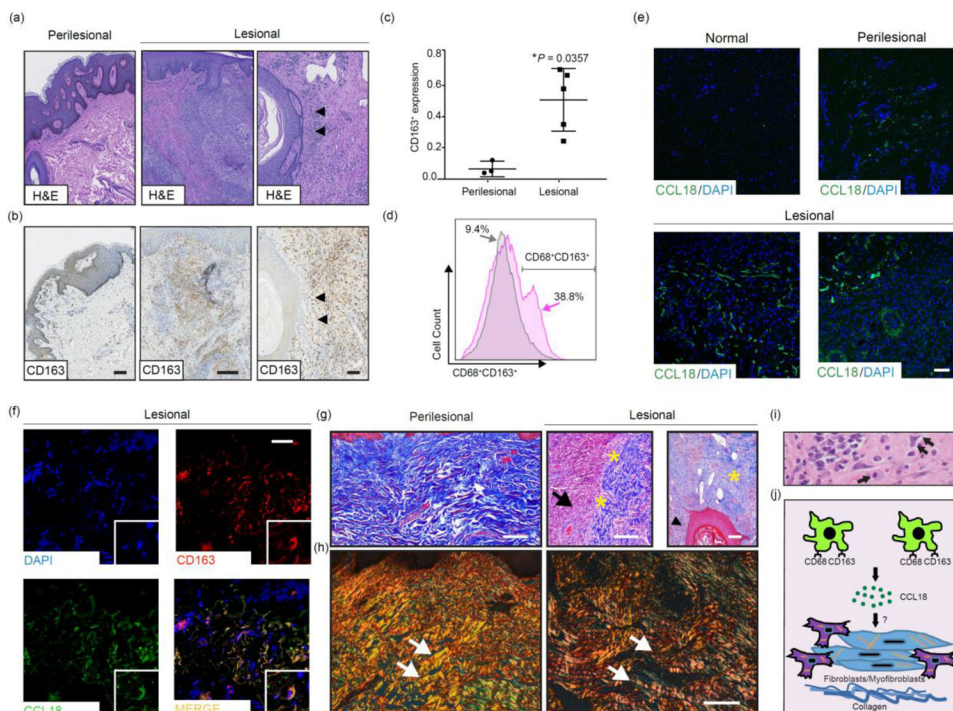 (a)
Perilesional
Lesional
H&E
H&E
H&E
(b)
CD163
CD163
CD163
(c)
CD163⁺ expression
0.8
0.6
0.4
0.2
0.0
*P = 0.0357
Perilesional
Lesional
(d)
9.4%
CD68⁺CD163⁺
38.8%
Cell Count
CD68⁺CD163⁺
(e)
Normal
Perilesional
CCL18/DAPI
CCL18/DAPI
Lesional
CCL18/DAPI
CCL18/DAPI
(f)
Lesional
DAPI
CD163
CCL18
MERGE
(g)
Perilesional
Lesional
(h)
(i)
(j)
CD68 CD163
CD68 CD163
CCL18
?
Fibroblasts/Myofibroblasts
Collagen